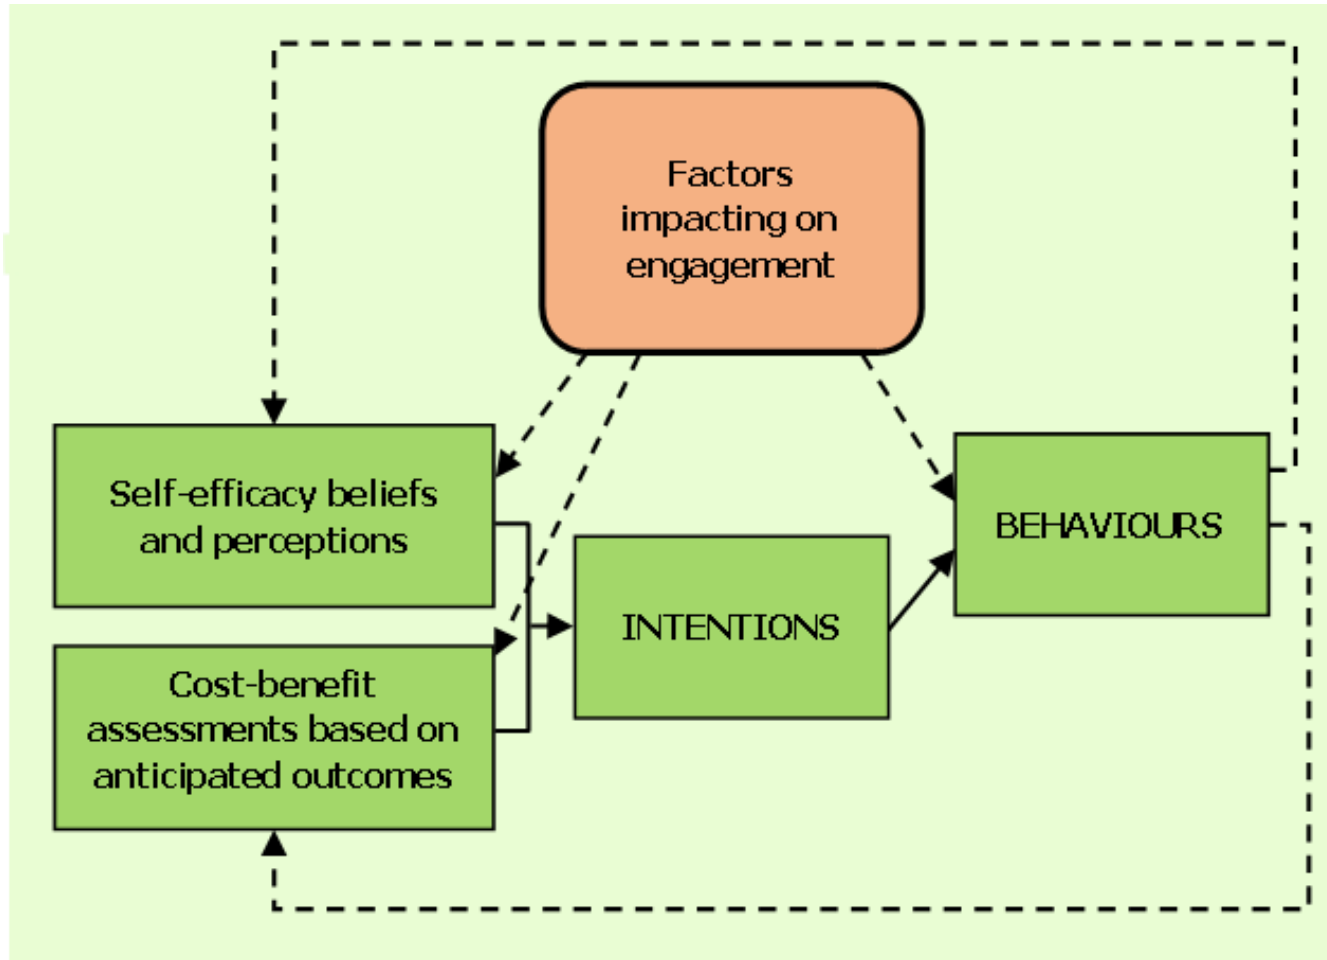 Factors
impacting on
engagement
Self-efficacy beliefs
and perceptions
BEHAVIOURS
INTENTIONS
Cost-benefit
assessments based on
anticipated outcomes